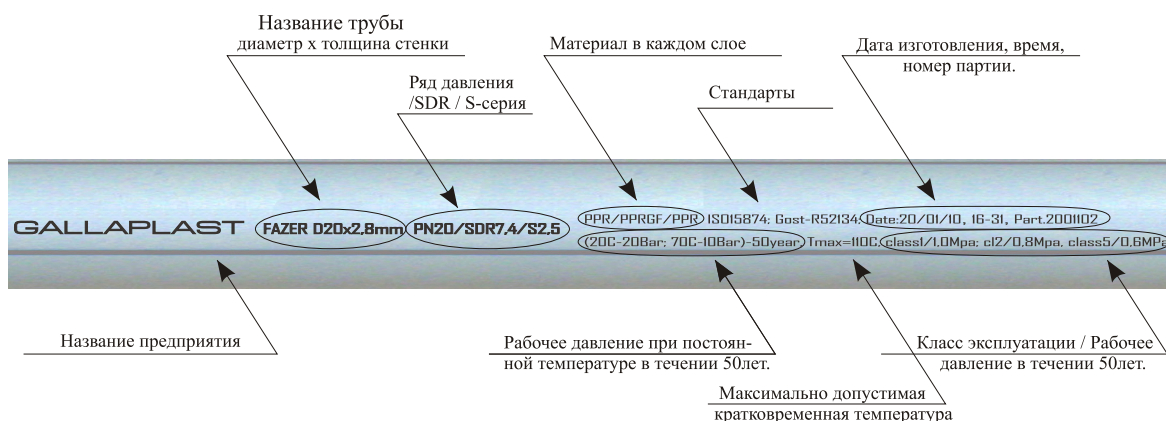 Название трубы
диаметр x толщина стенки
Ряд давления
/SDR / S-серия
Материал в каждом слое
Стандарты
Дата изготовления, время,
номер партии.
GALLAPLAST FAZER D20x2,8mm PN20/SDR7,4/S2,5
PPR/PPRGF/PPR ISO15874; Gost-R52134; Date:20/01/10, 16-31, Part.2001102
(20C-20Bar; 70C-10Bar)-50year, Tmax=110C, class1/1,0Mpa; cl2/0,8Mpa, class5/0,6MPa
Название предприятия
Рабочее давление при постоян-
ной температуре в течении 50лет.
Максимально допустимая
кратковременная температура
Класс эксплуатации / Рабочее
давление в течении 50лет.